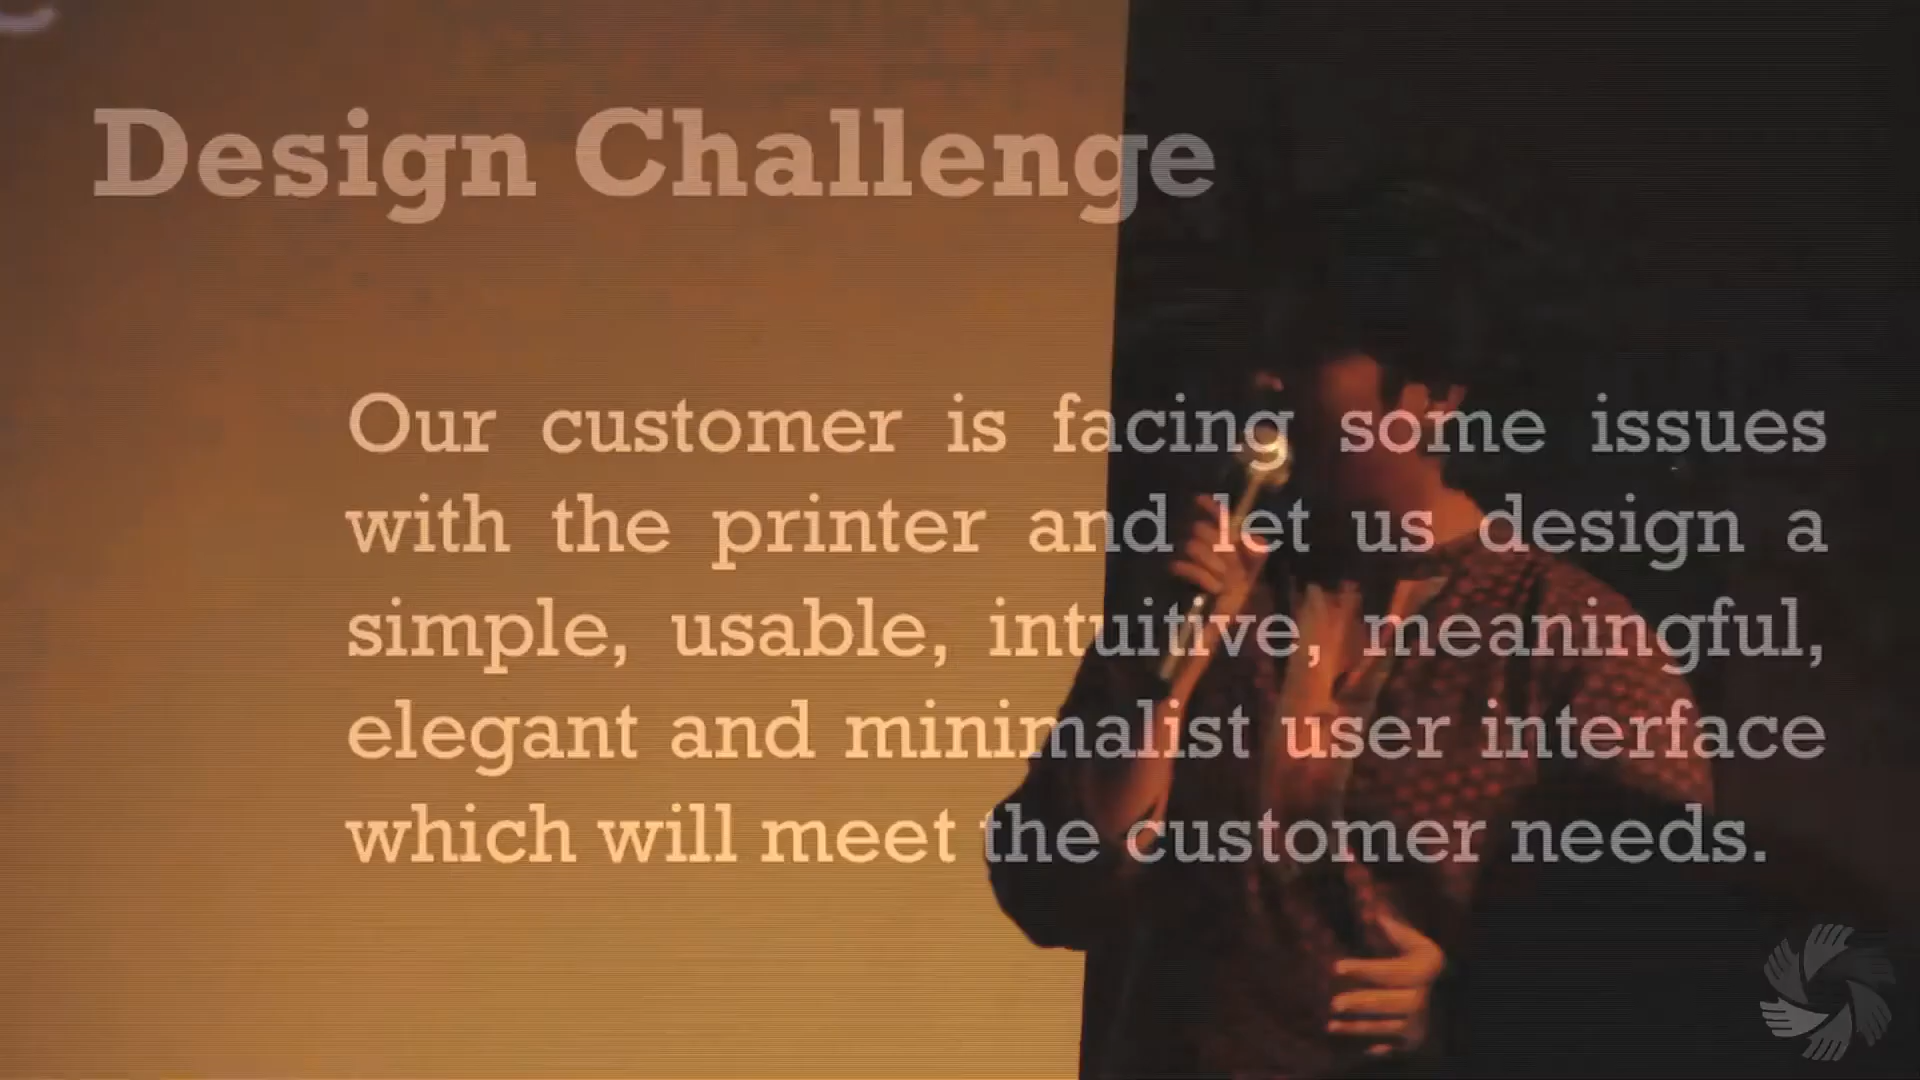 Design Challenge
Our customer is facing some issues
with the printer and let us design a
simple, usable, intuitive, meaningful,
elegant and minimalist user interface
which will meet the customer needs.